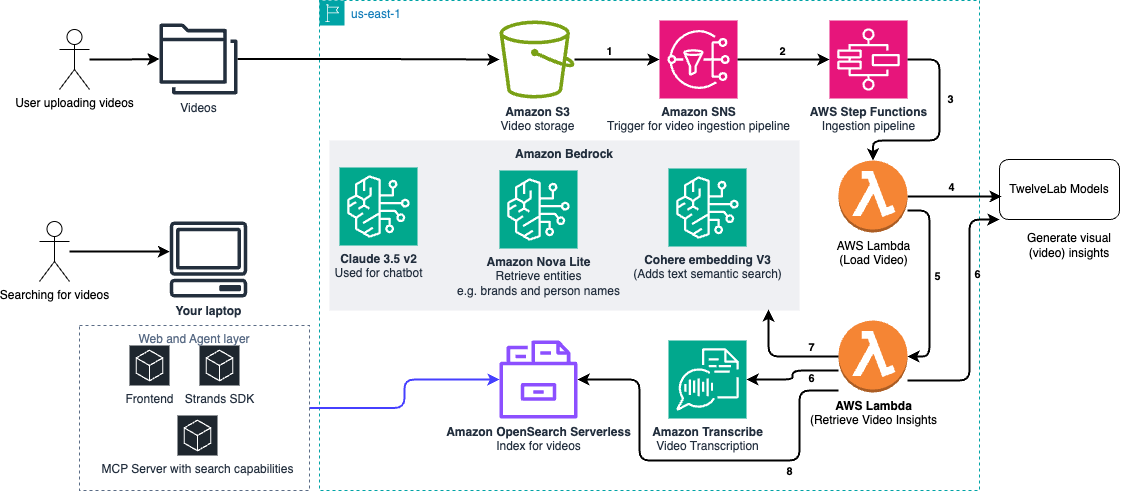 us-east-1
User uploading videos
Videos
Amazon S3
Video storage
1
Amazon SNS
Trigger for video ingestion pipeline
2
AWS Step Functions
Ingestion pipeline
3
Amazon Bedrock
Claude 3.5 v2
Used for chatbot
Amazon Nova Lite
Retrieve entities
e.g. brands and person names
Cohere embedding V3
(Adds text semantic search)
AWS Lambda
(Load Video)
4
TwelveLab Models
Generate visual
(video) insights
5
6
Searching for videos
Your laptop
Web and Agent layer
Frontend
Strands SDK
MCP Server with search capabilities
Amazon OpenSearch Serverless
Index for videos
Amazon Transcribe
Video Transcription
7
6
AWS Lambda
(Retrieve Video Insights
8